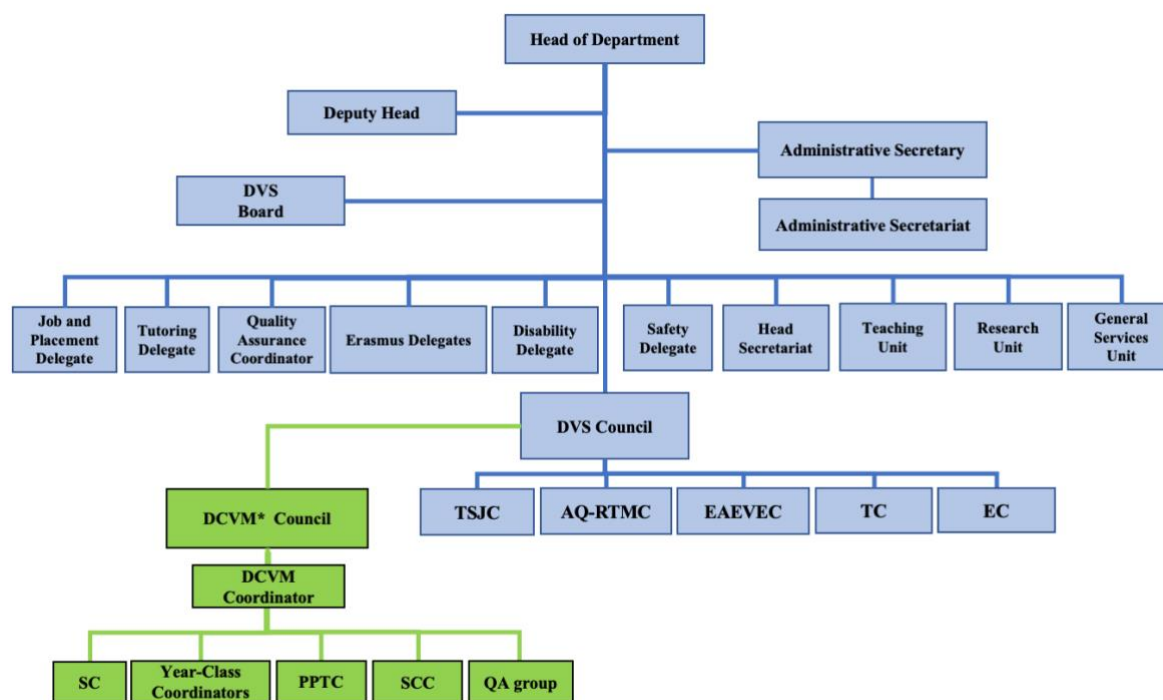 Head of Department
Deputy Head
Administrative Secretary
DVS
Board
Administrative Secretariat
Job and
Placement
Delegate
Tutoring
Delegate
Quality
Assurance
Coordinator
Erasmus Delegates
Disability
Delegate
Safety
Delegate
Head
Secretariat
Teaching
Unit
Research
Unit
General
Services
Unit
DVS Council
TSJC
AQ-RTMC
EAEVEC
TC
EC
DCVM* Council
DCVM
Coordinator
SC
Year-Class
Coordinators
PPTC
SCC
QA group